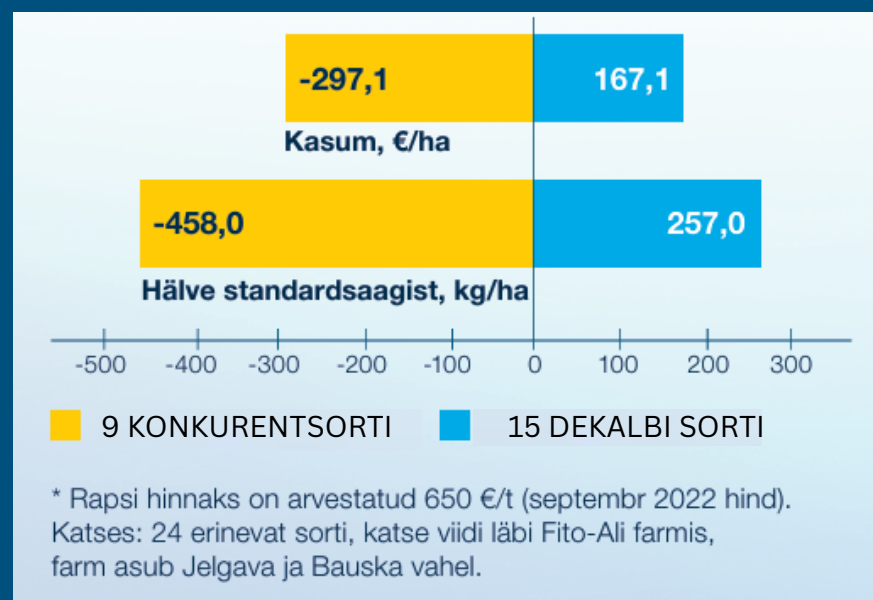 -297,1
167,1
Kasum, €/ha
-458,0
257,0
Hälve standardsaagist, kg/ha
-500 -400 -300 -200 -100 0 100 200 300
9 KONKURENTSORTI 15 DEKALBI SORTI
* Rapsi hinnaks on arvestatud 650 €/t (septembr 2022 hind).
Katses: 24 erinevat sorti, katse viidi läbi Fito-Ali farmis,
farm asub Jelgava ja Bauska vahel.